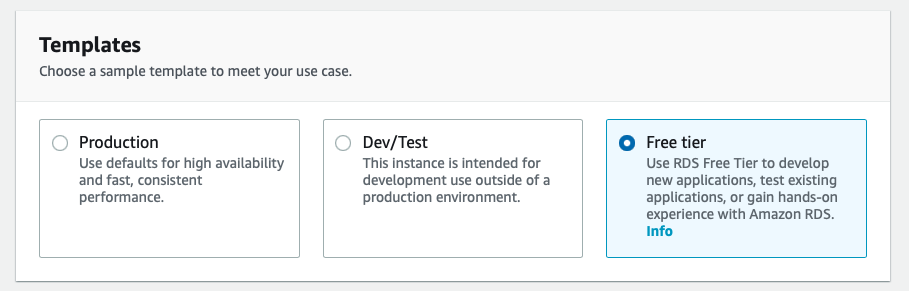 Templates
Choose a sample template to meet your use case.
Production
Use defaults for high availability
and fast, consistent
performance.
Dev/Test
This instance is intended for
development use outside of a
production environment.
Free tier
Use RDS Free Tier to develop
new applications, test existing
applications, or gain hands-on
experience with Amazon RDS.
Info